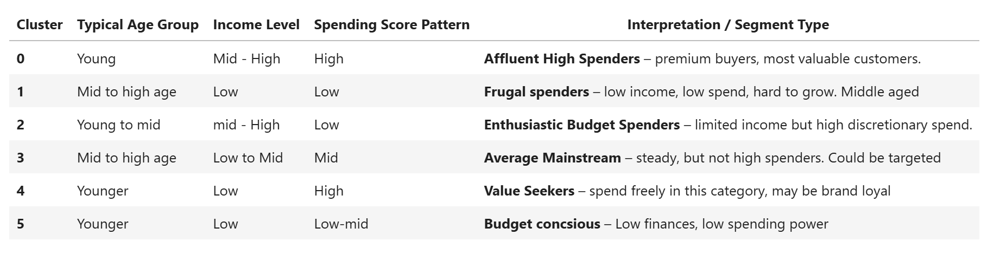 Cluster Typical Age Group Income Level Spending Score Pattern Interpretation / Segment Type
0 Young Mid - High High Affluent High Spenders – premium buyers, most valuable customers.
1 Mid to high age Low Low Frugal spenders – low income, low spend, hard to grow. Middle aged
2 Young to mid mid - High Low Enthusiastic Budget Spenders – limited income but high discretionary spend.
3 Mid to high age Low to Mid Mid Average Mainstream – steady, but not high spenders. Could be targeted
4 Younger Low High Value Seekers – spend freely in this category, may be brand loyal
5 Younger Low Low-mid Budget concsious – Low finances, low spending power